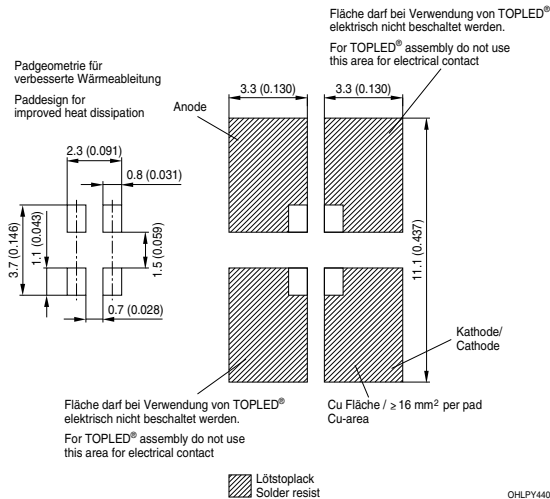 Fläche darf bei Verwendung von TOPLED®
elektrisch nicht beschaltet werden.
For TOPLED® assembly do not use
this area for electrical contact
Padgeometrie für
verbesserte Wärmeableitung
Paddesign for
improved heat dissipation
Anode
3.3 (0.130)
3.3 (0.130)
2.3 (0.091)
0.8 (0.031)
3.7 (0.146)
1.1 (0.043)
1.5 (0.059)
0.7 (0.028)
11.1 (0.437)
Kathode/
Cathode
Fläche darf bei Verwendung von TOPLED®
elektrisch nicht beschaltet werden.
For TOPLED® assembly do not use
this area for electrical contact
Cu Fläche / ≥ 16 mm² per pad
Cu-area
Lötstoplack
Solder resist
OHLPY440